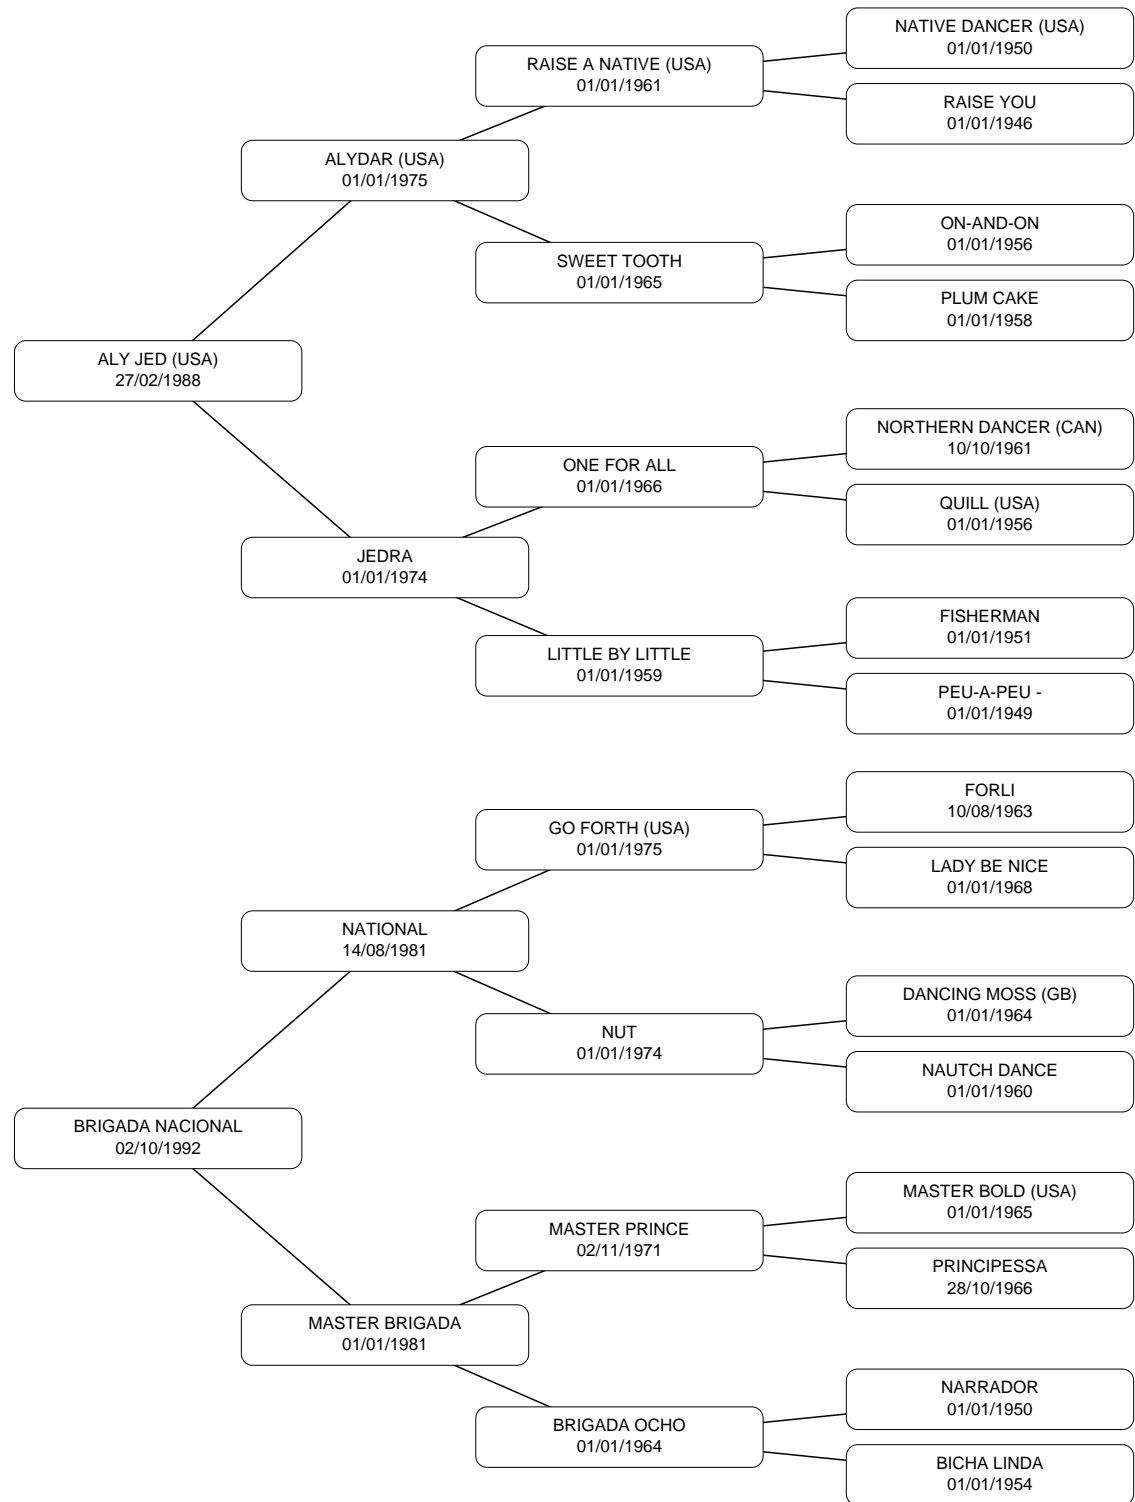 NATIVE DANCER (USA)
01/01/1950
RAISE A NATIVE (USA)
01/01/1961
RAISE YOU
01/01/1946
ALYDAR (USA)
01/01/1975
ON-AND-ON
01/01/1956
SWEET TOOTH
01/01/1965
PLUM CAKE
01/01/1958
ALY JED (USA)
27/02/1988
NORTHERN DANCER (CAN)
10/10/1961
ONE FOR ALL
01/01/1966
QUILL (USA)
01/01/1956
JEDRA
01/01/1974
FISHERMAN
01/01/1951
LITTLE BY LITTLE
01/01/1959
PEU-A-PEU -
01/01/1949
FORLI
10/08/1963
GO FORTH (USA)
01/01/1975
LADY BE NICE
01/01/1968
NATIONAL
14/08/1981
DANCING MOSS (GB)
01/01/1964
NUT
01/01/1974
NAUTCH DANCE
01/01/1960
BRIGADA NACIONAL
02/10/1992
MASTER BOLD (USA)
01/01/1965
MASTER PRINCE
02/11/1971
PRINCIPESSA
28/10/1966
MASTER BRIGADA
01/01/1981
NARRADOR
01/01/1950
BRIGADA OCHO
01/01/1964
BICHA LINDA
01/01/1954